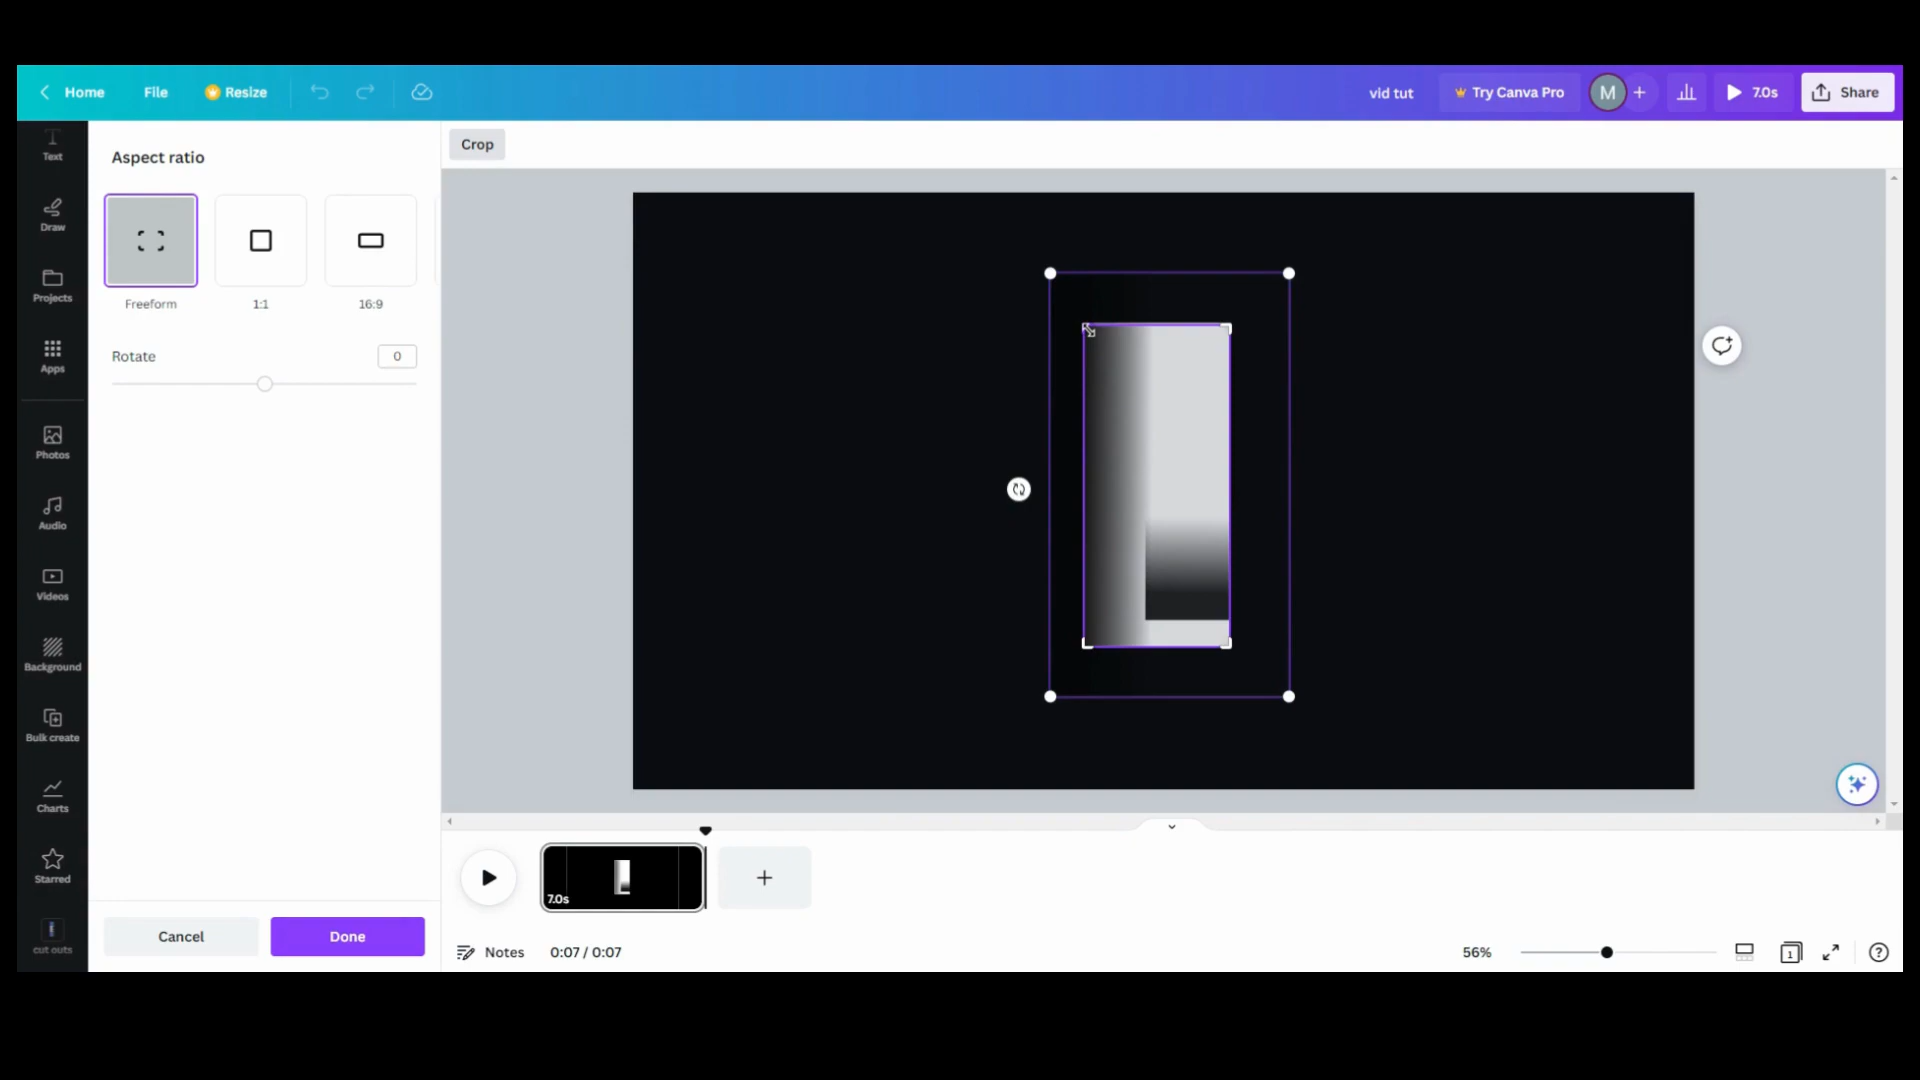 Home
File
Resize
vid tut
Try Canva Pro
M
+
7.0s
Share
Text
Draw
Projects
Apps
Photos
Audio
Videos
Background
Bulk create
Charts
Starred
cut outs
Aspect ratio
Freeform
1:1
16:9
Rotate
0
Cancel
Done
Crop
7.0s
+
Notes
0:07 / 0:07
56%
1
?